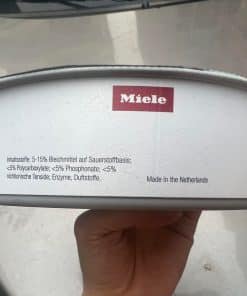 Miele
Inhaltsstoffe: 5-15% Bleichmittel auf Sauerstoffbasis;
<5% Polycarboxylate; <5% Phosphonate; <5%
nichtionische Tenside; Enzyme, Duftstoffe.
Made in the Netherlands